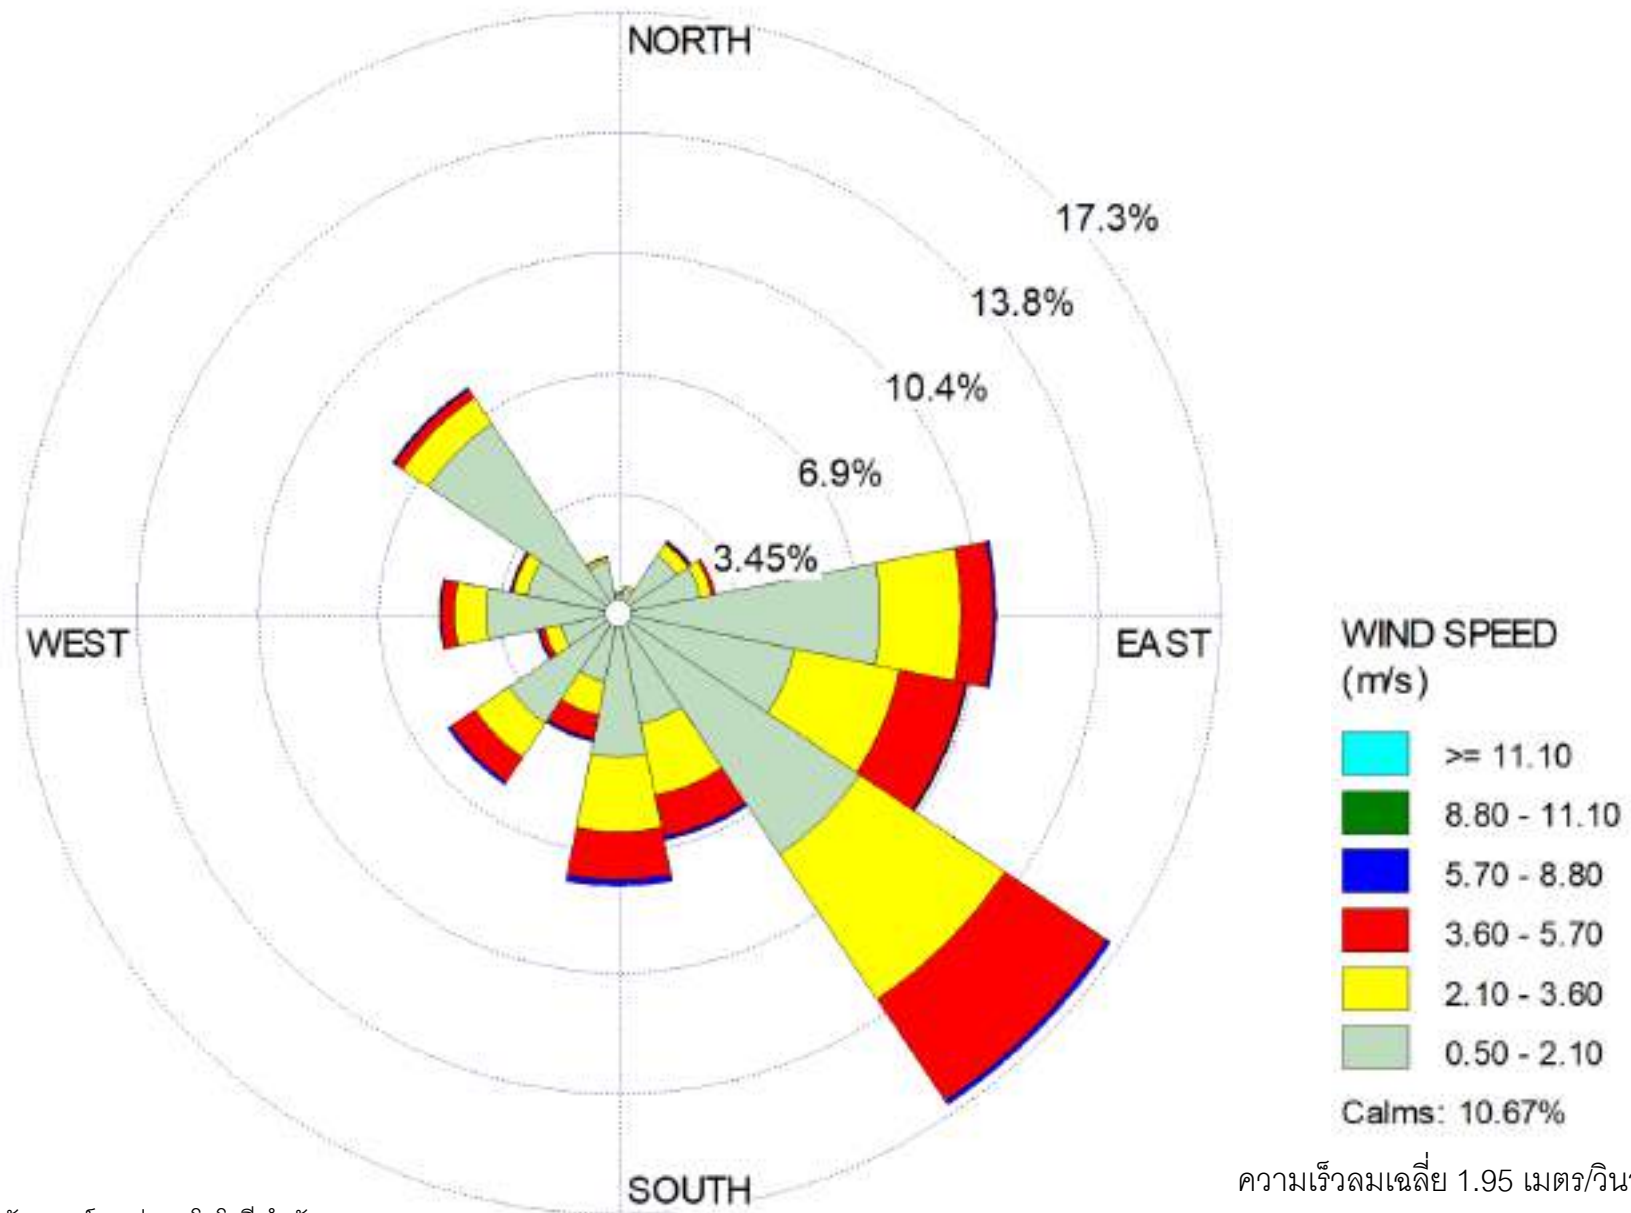 NORTH
17.3%
13.8%
10.4%
6.9%
3.45%
WEST
EAST
SOUTH
WIND SPEED
(m/s)
>= 11.10
8.80 - 11.10
5.70 - 8.80
3.60 - 5.70
2.10 - 3.60
0.50 - 2.10
Calms: 10.67%
ความเร็วลมเฉลี่ย 1.95 เมตร/วินา